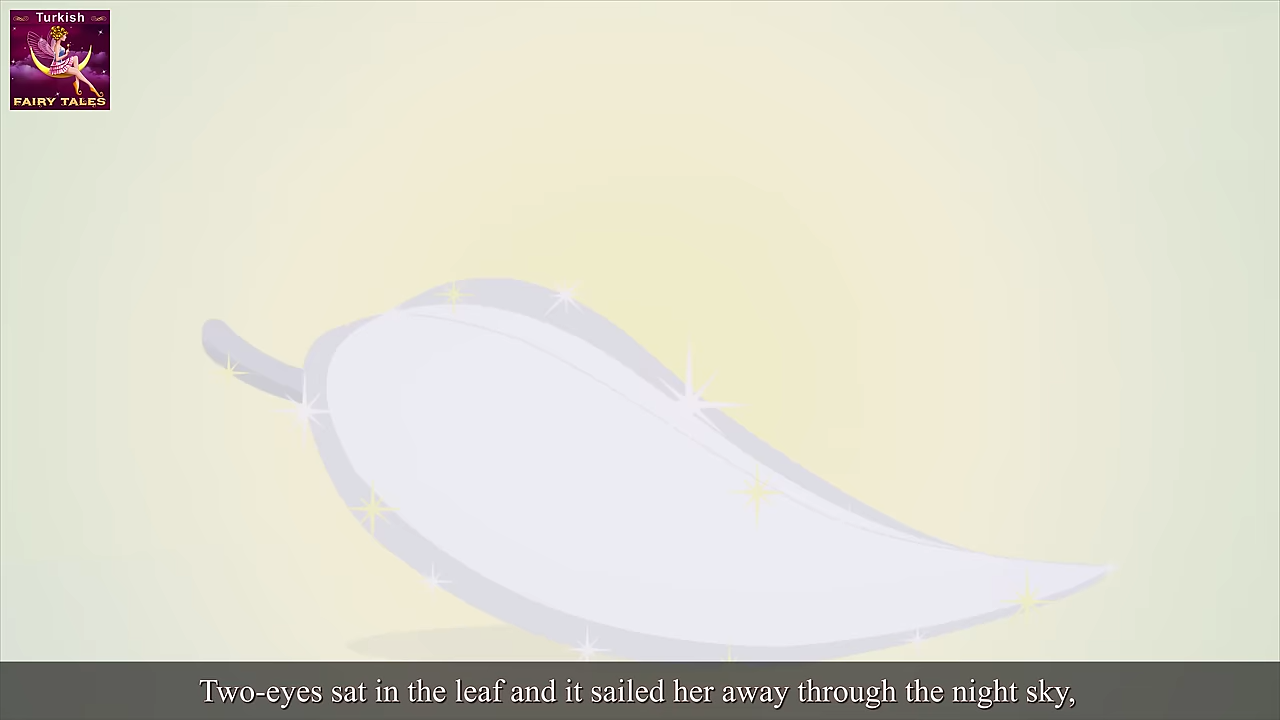 Turkish
FAIRY TALES
Two-eyes sat in the leaf and it sailed her away through the night sky,